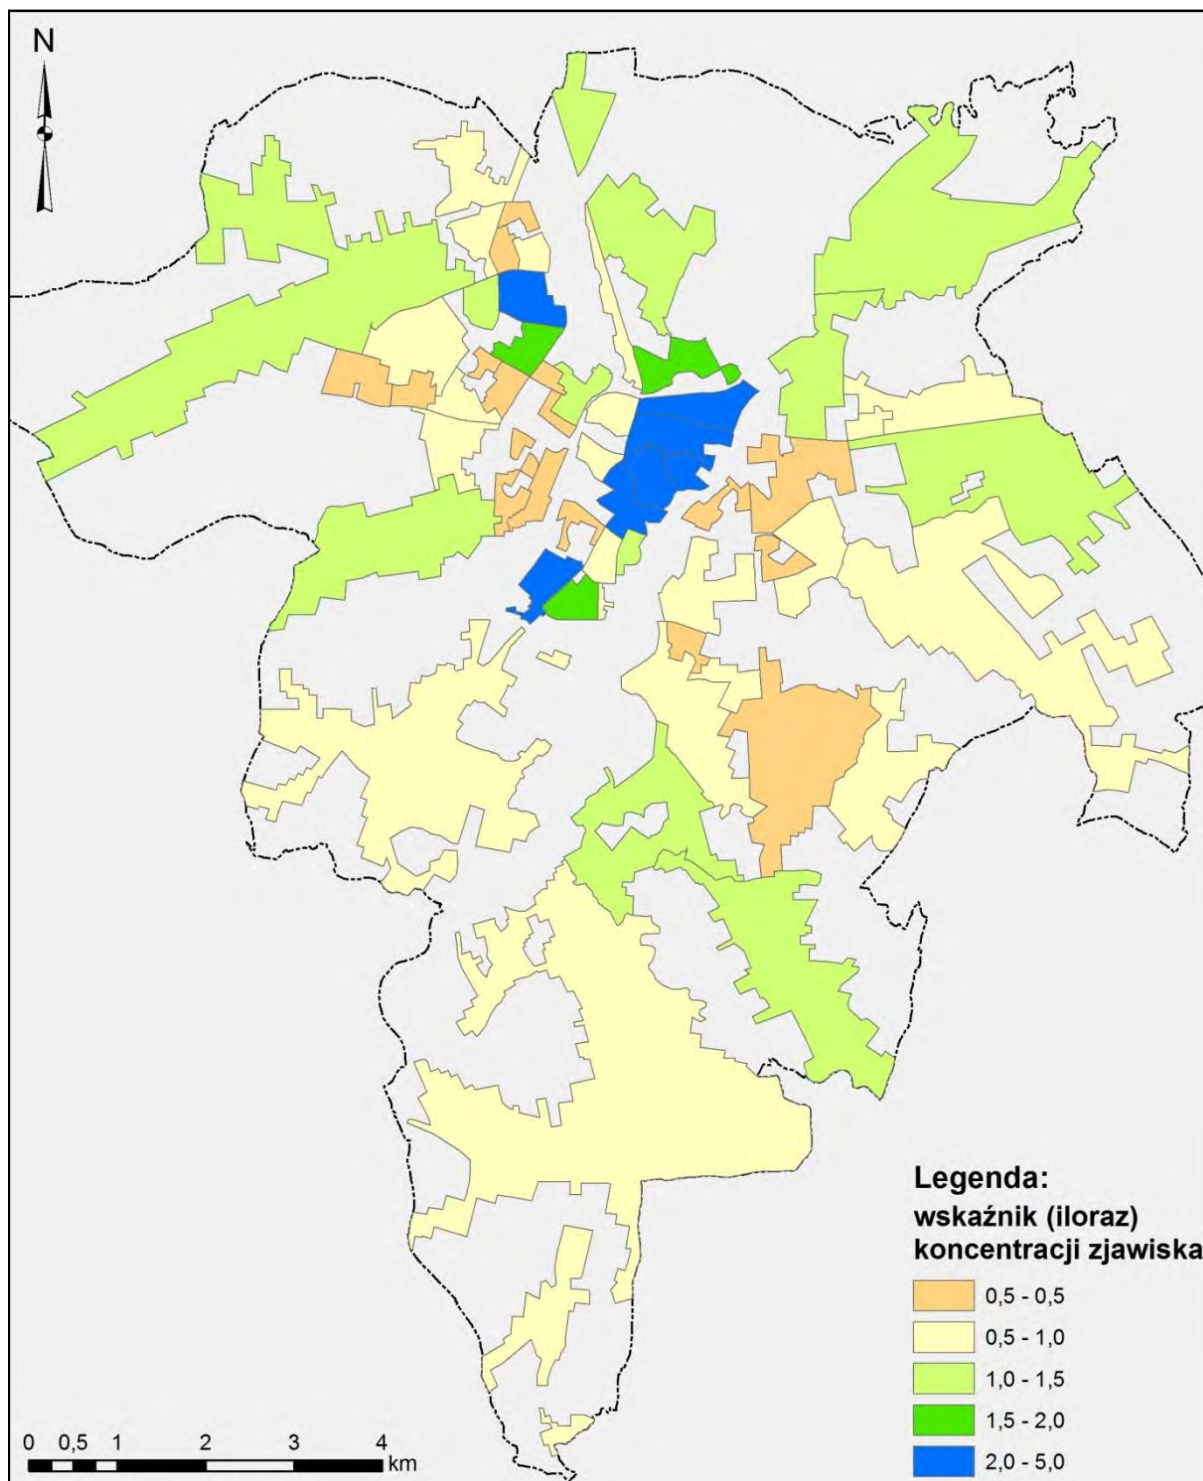 N
Legenda:
wskaźnik (iloraz)
koncentracji zjawiska
0,5 - 0,5
0,5 - 1,0
1,0 - 1,5
1,5 - 2,0
2,0 - 5,0
0 0,5 1 2 3 4
km